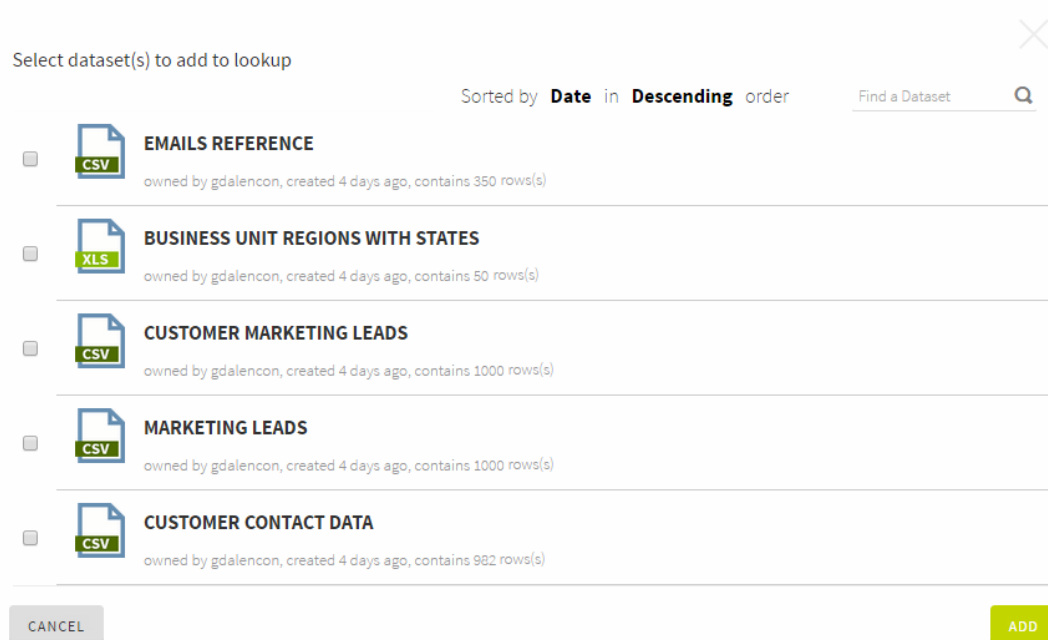 Select dataset(s) to add to lookup
Sorted by Date in Descending order
Find a Dataset
EMAILS REFERENCE
CSV
owned by gdalencon, created 4 days ago, contains 350 rows(s)
BUSINESS UNIT REGIONS WITH STATES
XLS
owned by gdalencon, created 4 days ago, contains 50 rows(s)
CUSTOMER MARKETING LEADS
CSV
owned by gdalencon, created 4 days ago, contains 1000 rows(s)
MARKETING LEADS
CSV
owned by gdalencon, created 4 days ago, contains 1000 rows(s)
CUSTOMER CONTACT DATA
CSV
owned by gdalencon, created 4 days ago, contains 982 rows(s)
CANCEL
ADD